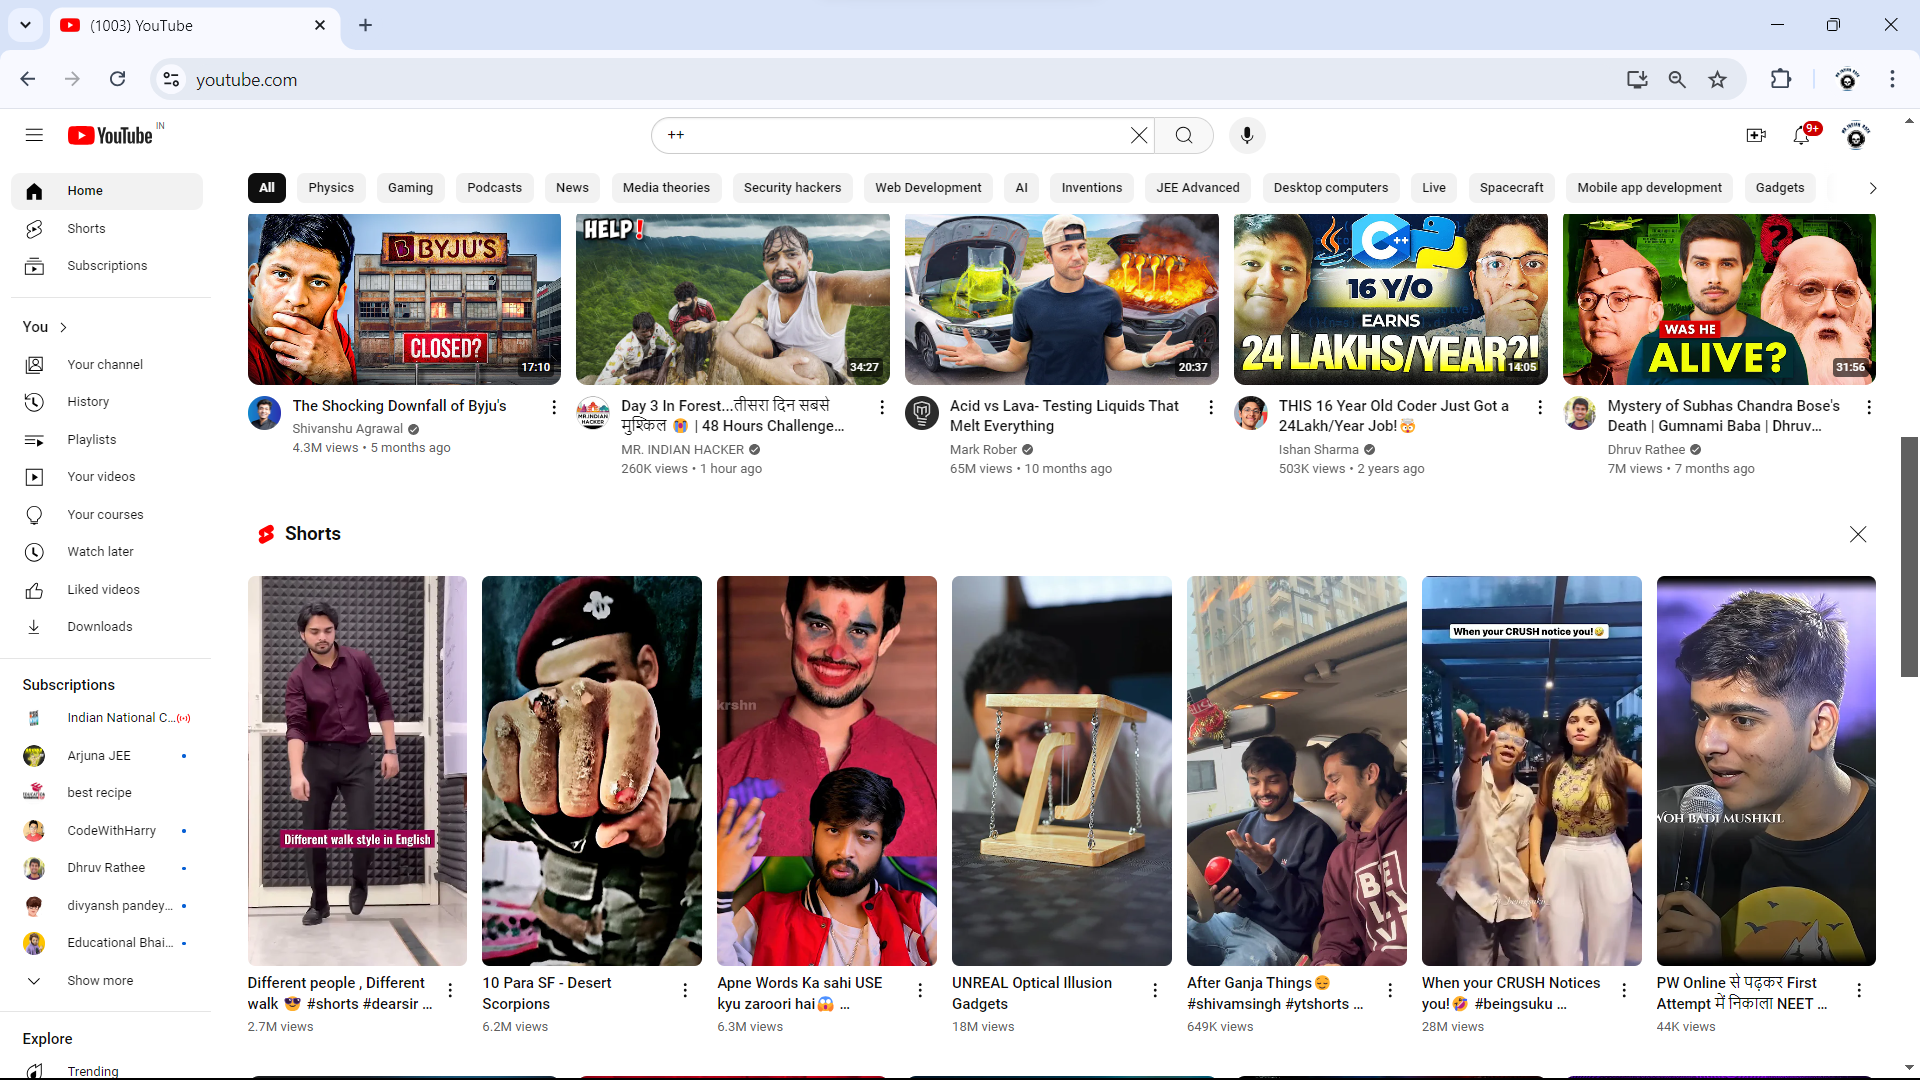 (1003) YouTube
youtube.com
YouTube IN
++
9+
Home
Shorts
Subscriptions
You
Your channel
History
Playlists
Your videos
Your courses
Watch later
Liked videos
Downloads
Subscriptions
Indian National C...
Arjuna JEE
best recipe
CodeWithHarry
Dhruv Rathee
divyansh pandey...
Educational Bhai...
Show more
Explore
Trending
All Physics Gaming Podcasts News Media theories Security hackers Web Development AI Inventions JEE Advanced Desktop computers Live Spacecraft Mobile app development Gadgets
BYJU'S
CLOSED?
17:10
The Shocking Downfall of Byju's
Shivanshu Agrawal
4.3M views • 5 months ago
HELP!
34:27
Day 3 In Forest...तीसरा दिन सबसे
मुश्किल 😭 | 48 Hours Challenge...
MR. INDIAN HACKER
260K views • 1 hour ago
20:37
Acid vs Lava- Testing Liquids That
Melt Everything
Mark Rober
65M views • 10 months ago
C++
16 Y/O
EARNS
24 LAKHS/YEAR?!
14:05
THIS 16 Year Old Coder Just Got a
24Lakh/Year Job!🤯
Ishan Sharma
503K views • 2 years ago
?
WAS HE
ALIVE?
31:56
Mystery of Subhas Chandra Bose's
Death | Gumnami Baba | Dhruv...
Dhruv Rathee
7M views • 7 months ago
Shorts
Different walk style in English
Different people , Different
walk 😎 #shorts #dearsir ...
2.7M views
10 Para SF - Desert
Scorpions
6.2M views
krshn
Apne Words Ka sahi USE
kyu zaroori hai😱 ...
6.3M views
UNREAL Optical Illusion
Gadgets
18M views
BE
LV
After Ganja Things😌
#shivamsingh #ytshorts ...
649K views
When your CRUSH notice you!🤣
When your CRUSH Notices
you!🤣 #beingsuku ...
28M views
WOH BADI MUSHKIL
PW Online से पढ़कर First
Attempt में निकाला NEET ...
44K views